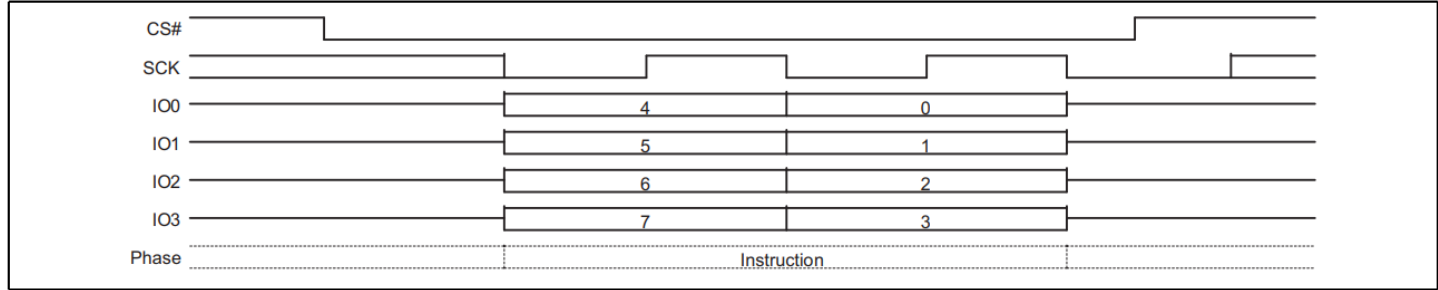 CS#
SCK
IO0 4 0
IO1 5 1
IO2 6 2
IO3 7 3
Phase Instruction